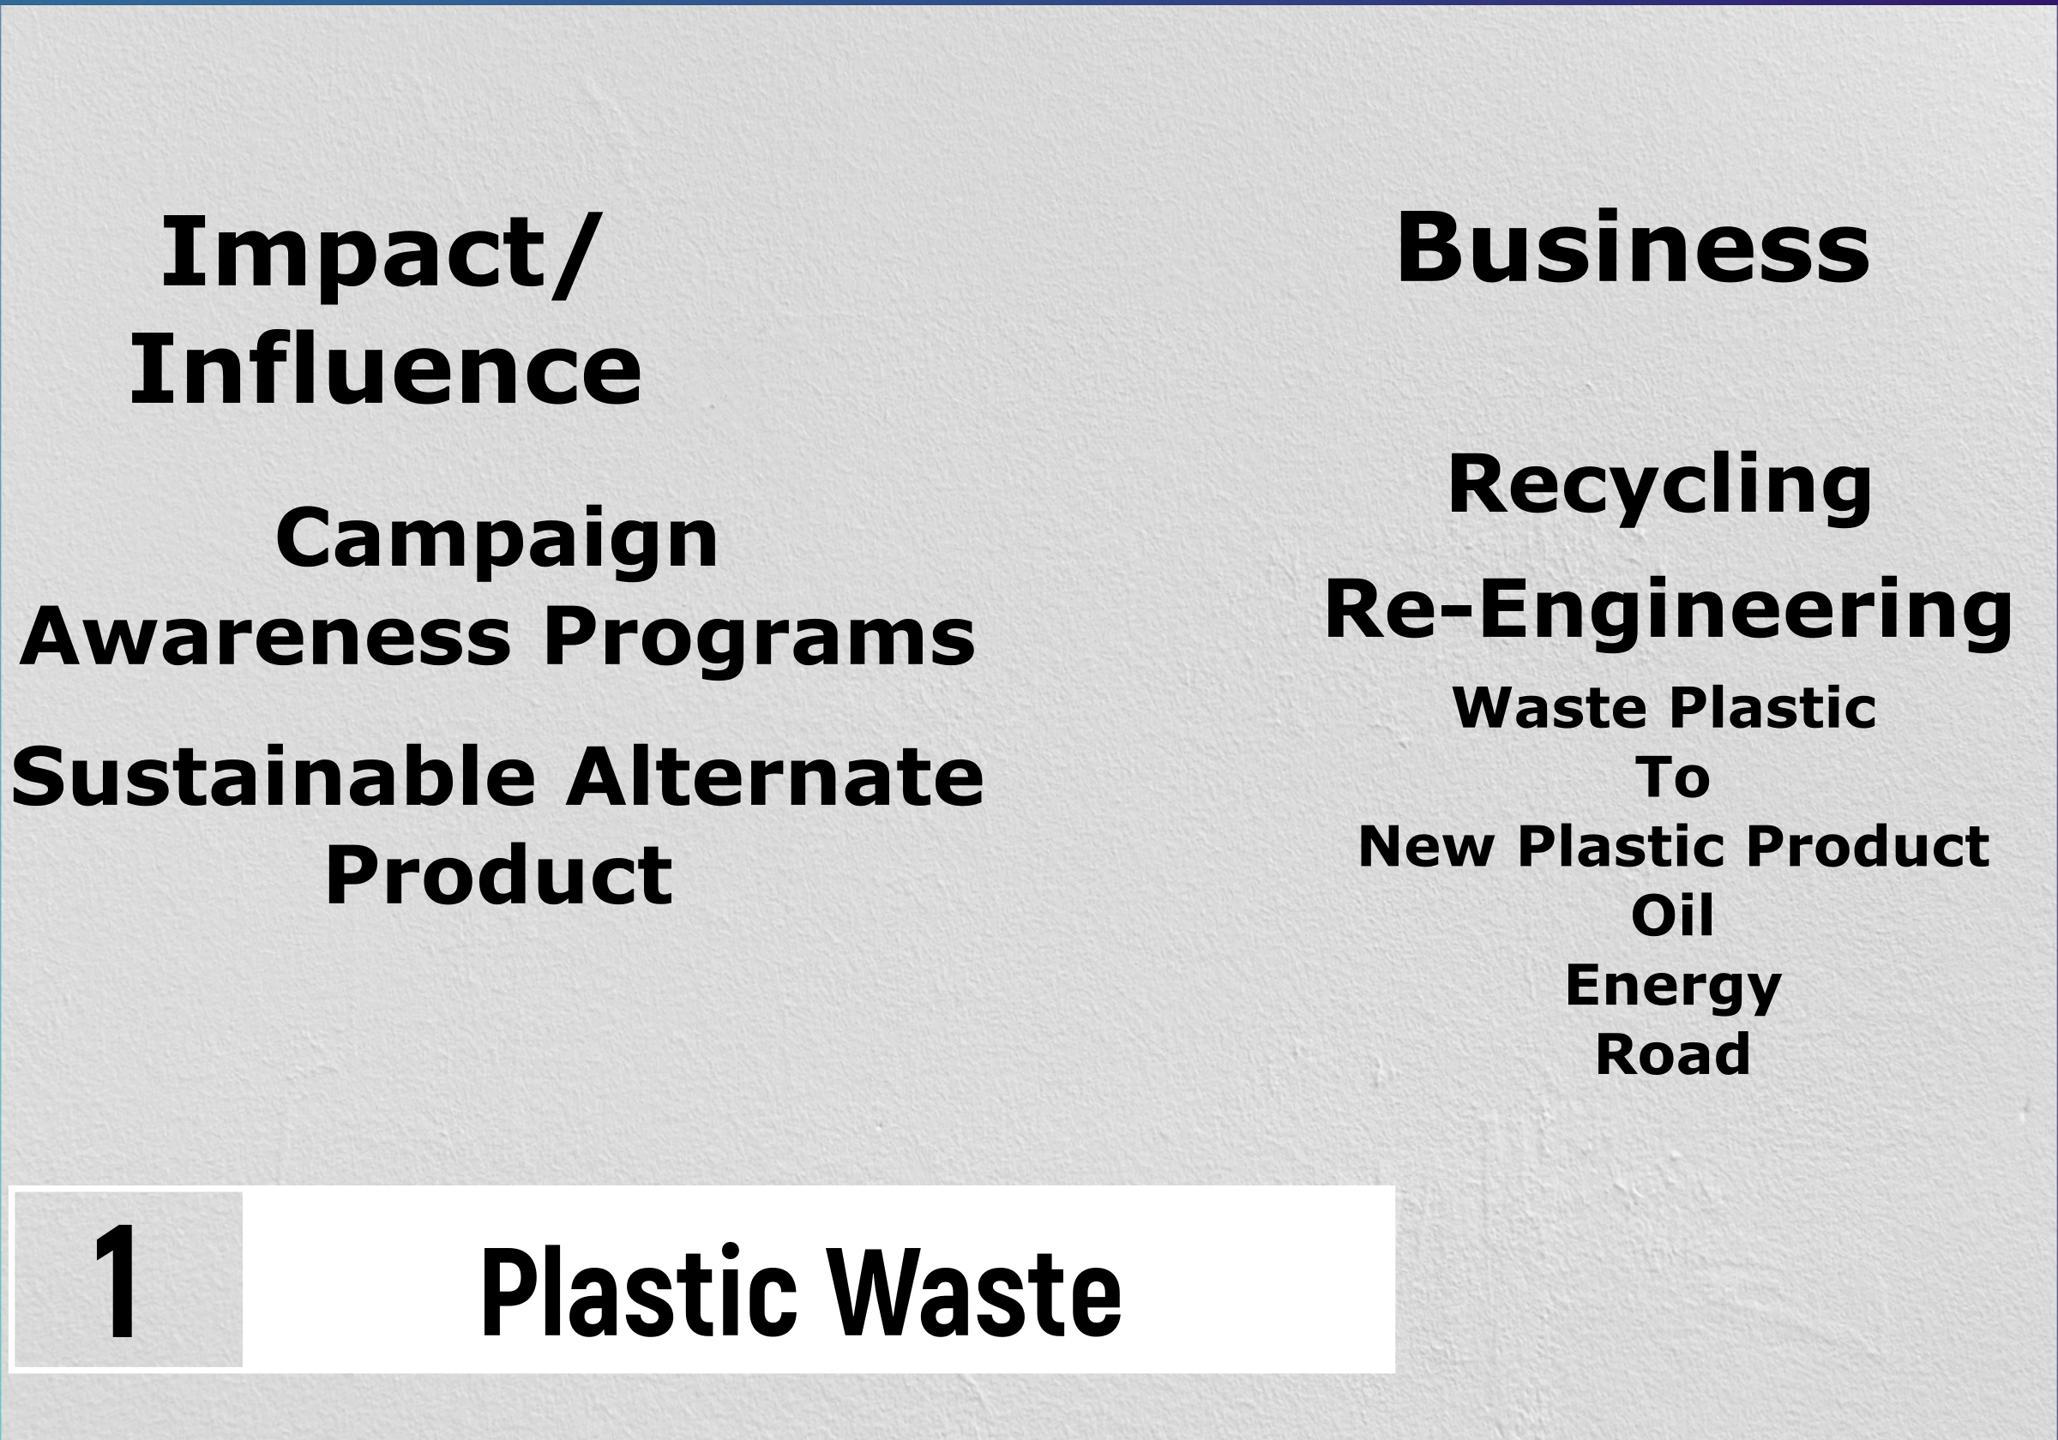 Impact/
Influence
Campaign
Awareness Programs
Sustainable Alternate
Product
Business
Recycling
Re-Engineering
Waste Plastic
To
New Plastic Product
Oil
Energy
Road
1
Plastic Waste